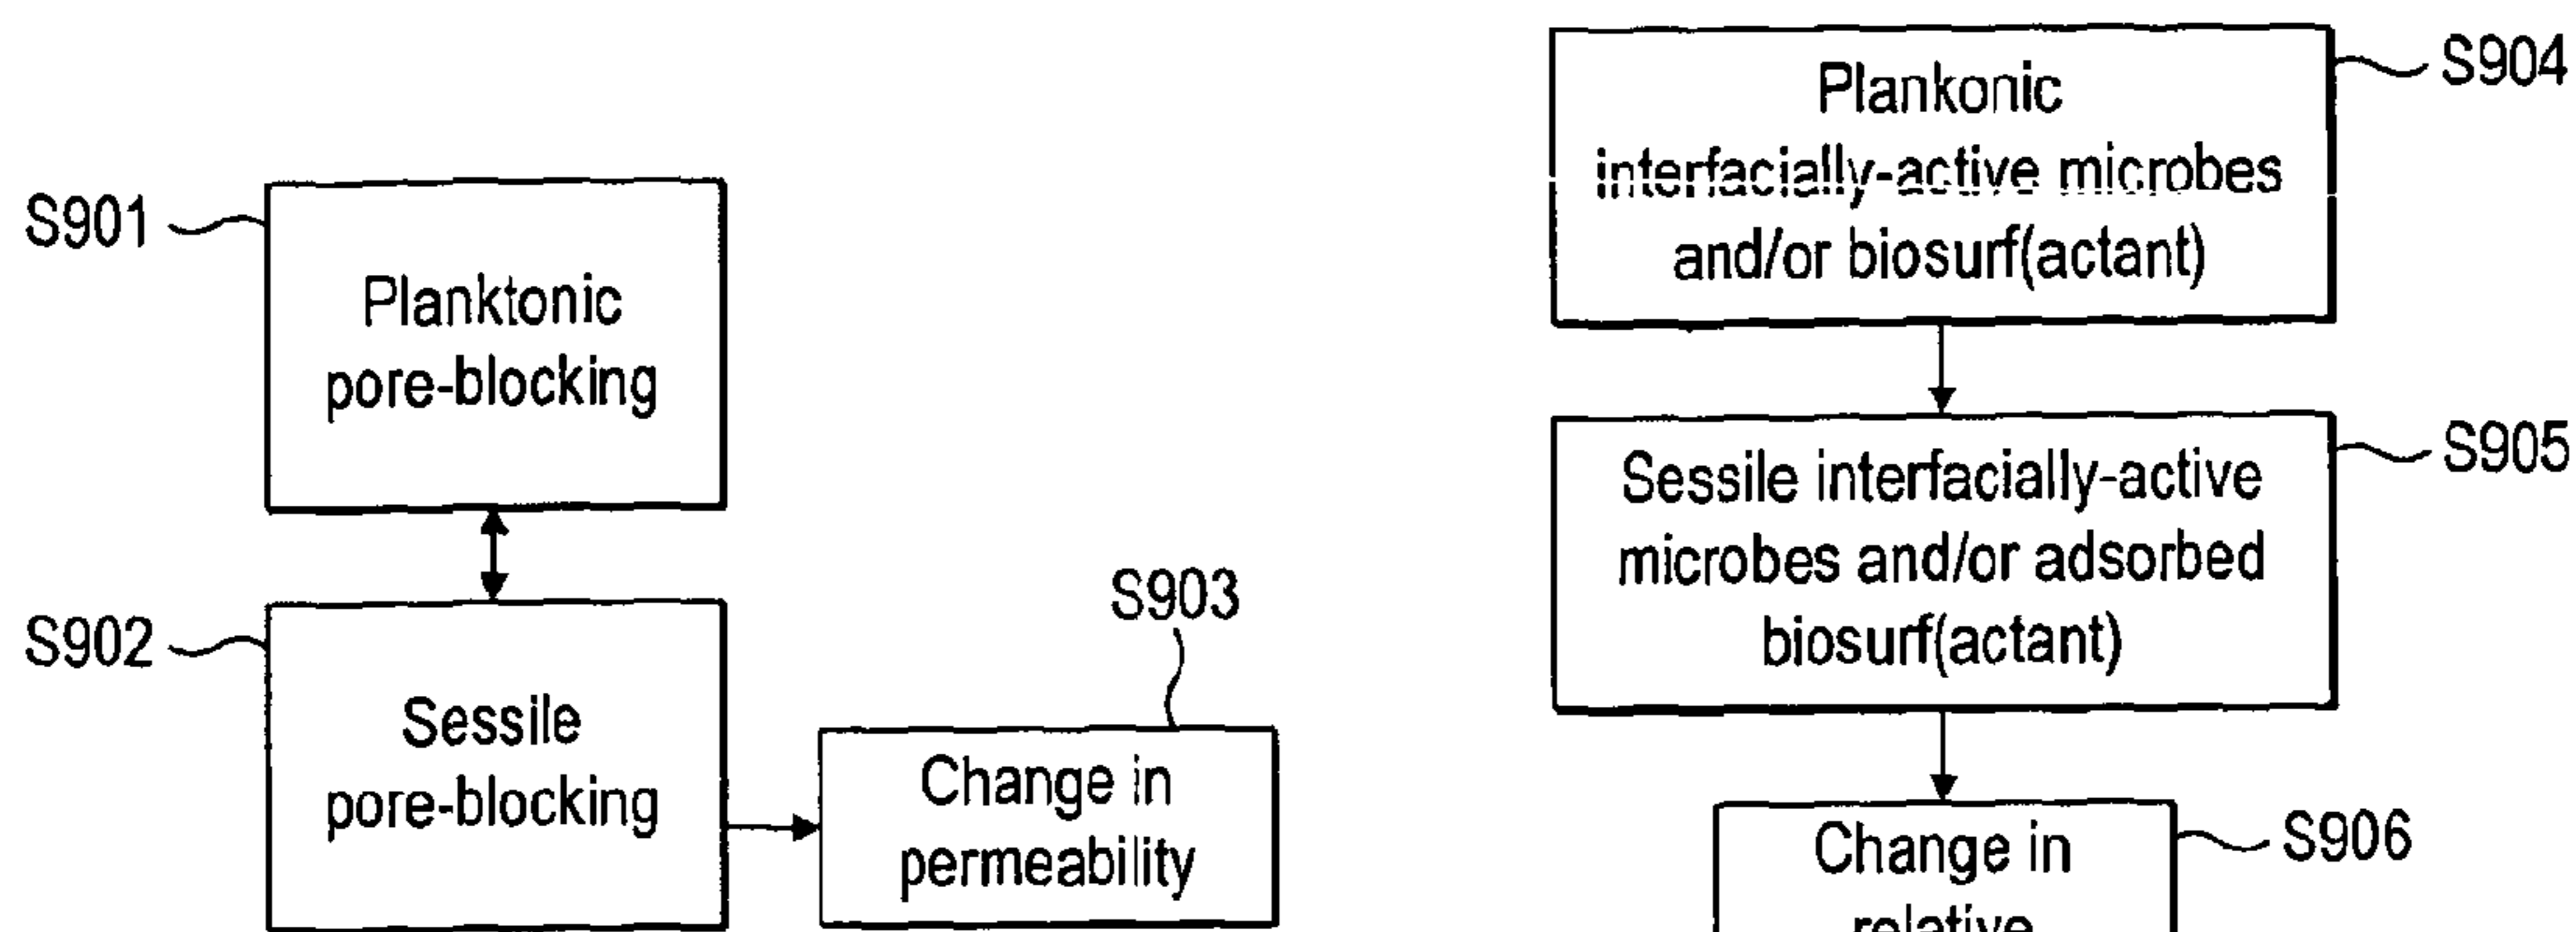 S901
Planktonic
pore-blocking
S902
Sessile
pore-blocking
S903
Change in
permeability
S904
Plankonic
interfacially-active microbes
and/or biosurf(actant)
S905
Sessile interfacially-active
microbes and/or adsorbed
biosurf(actant)
S906
Change in
relative